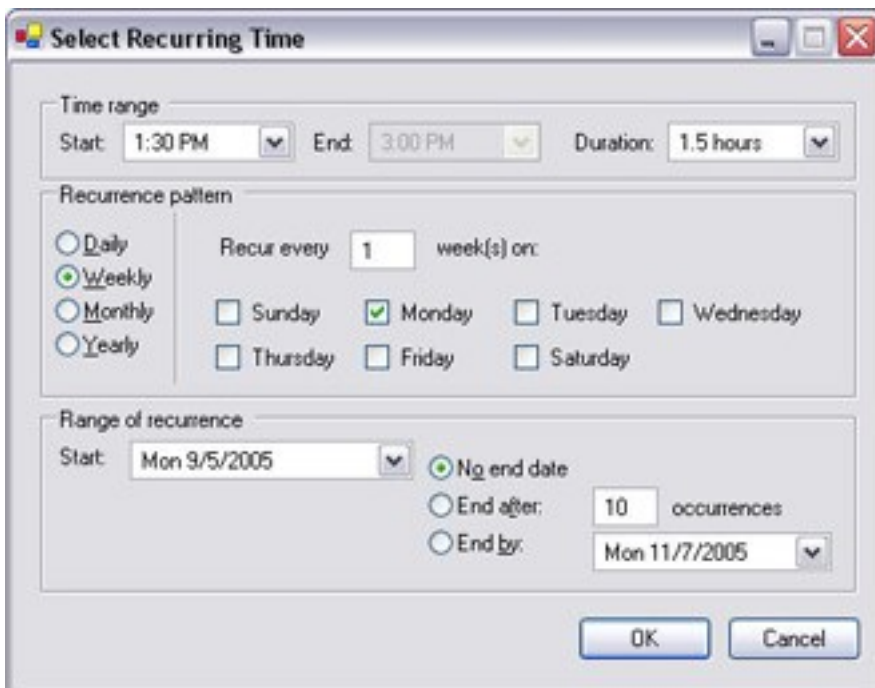 Select Recurring Time
Time range
Start: 1:30 PM End: 3:00 PM Duration: 1.5 hours
Recurrence pattern
Daily
Recur every 1 week(s) on:
Weekly
Monthly
Sunday Monday Tuesday Wednesday
Yearly
Thursday Friday Saturday
Range of recurrence
Start: Mon 9/5/2005
No end date
End after: 10 occurrences
End by: Mon 11/7/2005
OK Cancel